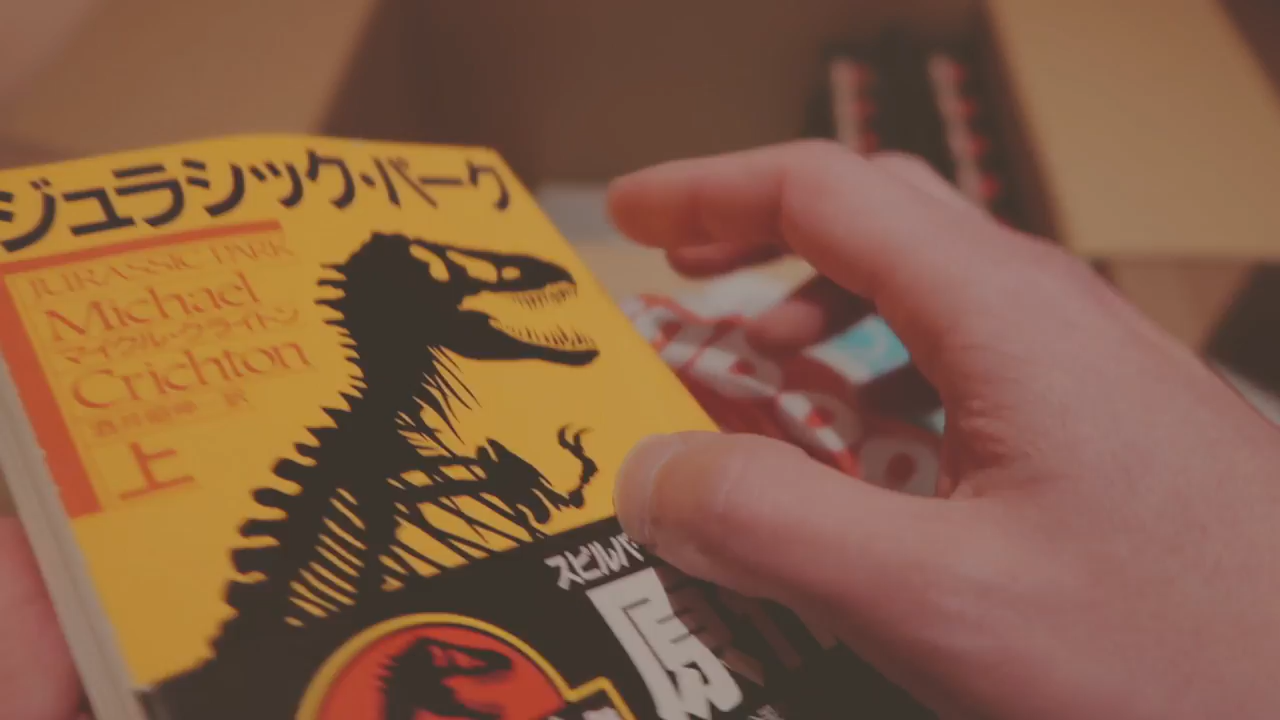 ジュラシック・パーク
JURASSIC PARK
Michael
マイクル・クライトン
Crichton
上
スピルバ